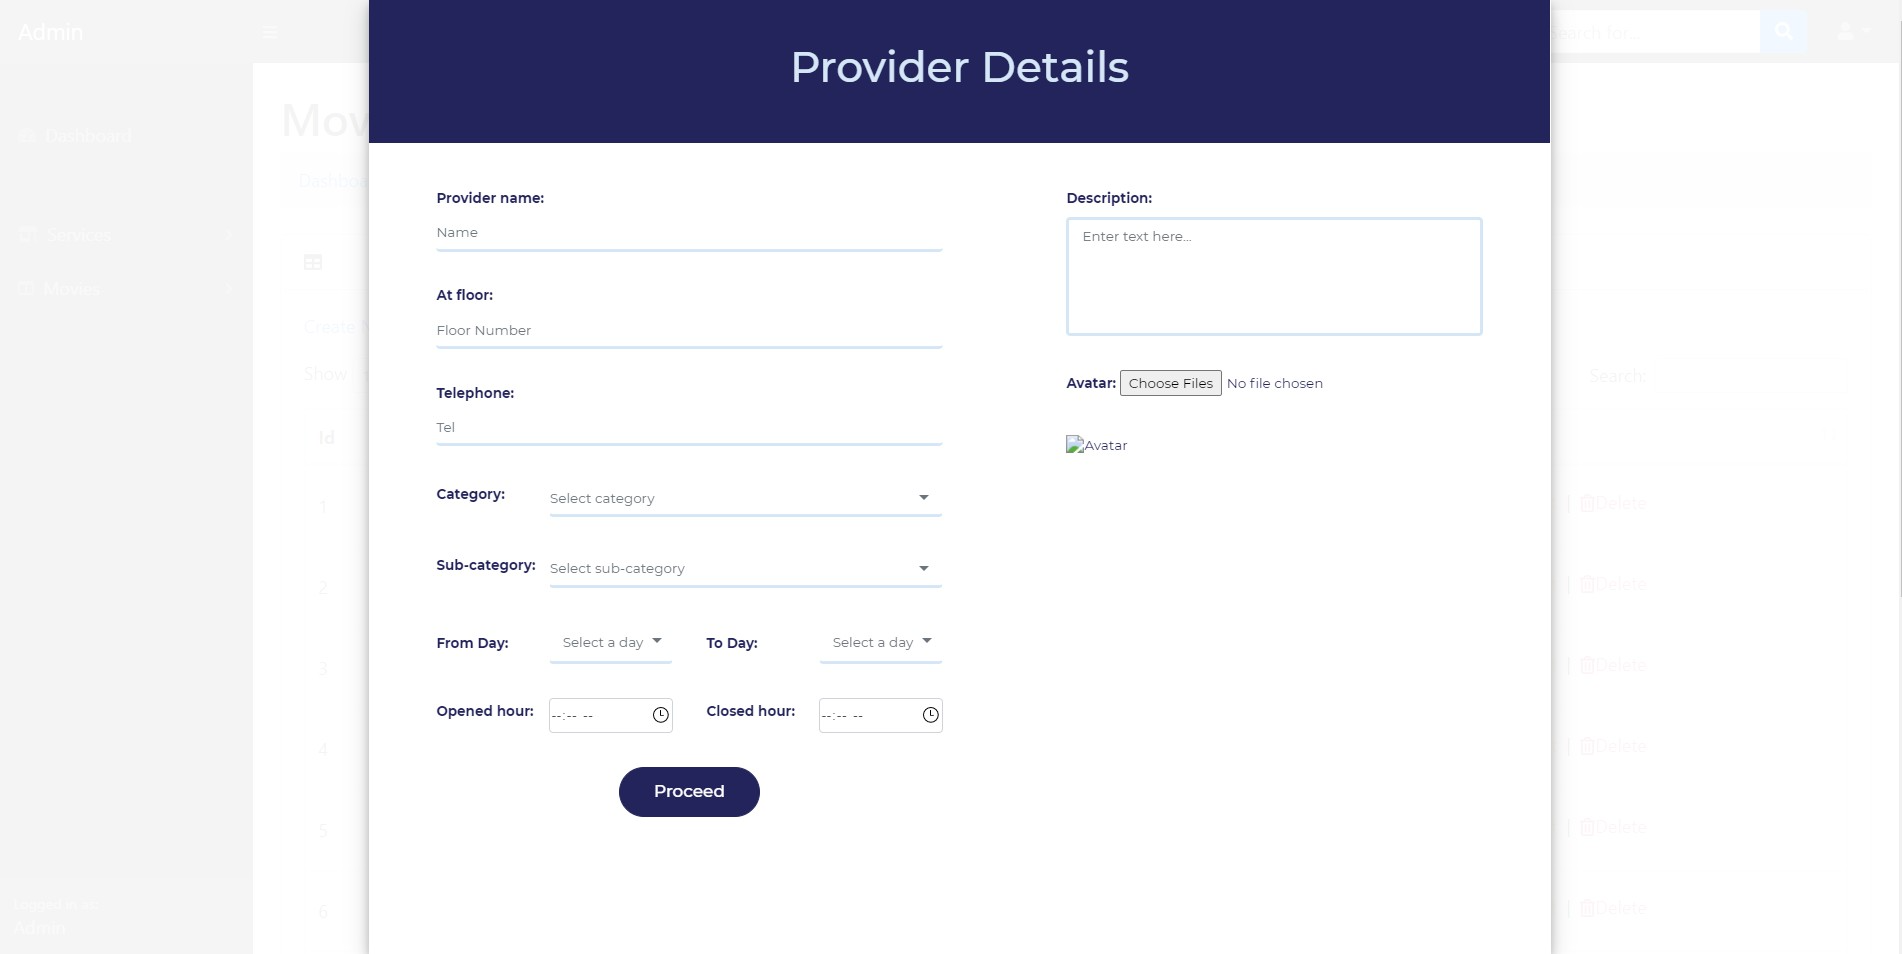 Admin
Search for...
Provider Details
Mov
Dashboard
Dashboa
Services
Movies
Create N
Show
Search:
Id
1
2
3
4
5
6
| Delete
| Delete
| Delete
| Delete
| Delete
| Delete
Logged in as:
Admin
Provider name:
Name
At floor:
Floor Number
Telephone:
Tel
Category: Select category
Sub-category: Select sub-category
From Day: Select a day To Day: Select a day
Opened hour: --:-- -- Closed hour: --:-- --
Proceed
Description:
Enter text here...
Avatar: Choose Files No file chosen
Avatar